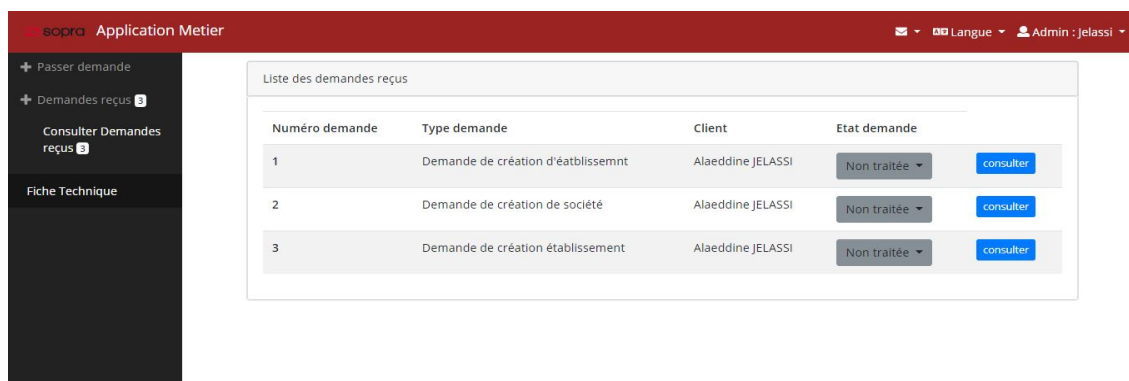 sopra Application Metier
Langue Admin : Jelassi
Passer demande
Demandes reçus 3
Consulter Demandes
reçus 3
Fiche Technique
Liste des demandes reçus
Numéro demande Type demande Client Etat demande
1 Demande de création d'éatblissemnt Alaeddine JELASSI Non traitée consulter
2 Demande de création de société Alaeddine JELASSI Non traitée consulter
3 Demande de création établissement Alaeddine JELASSI Non traitée consulter